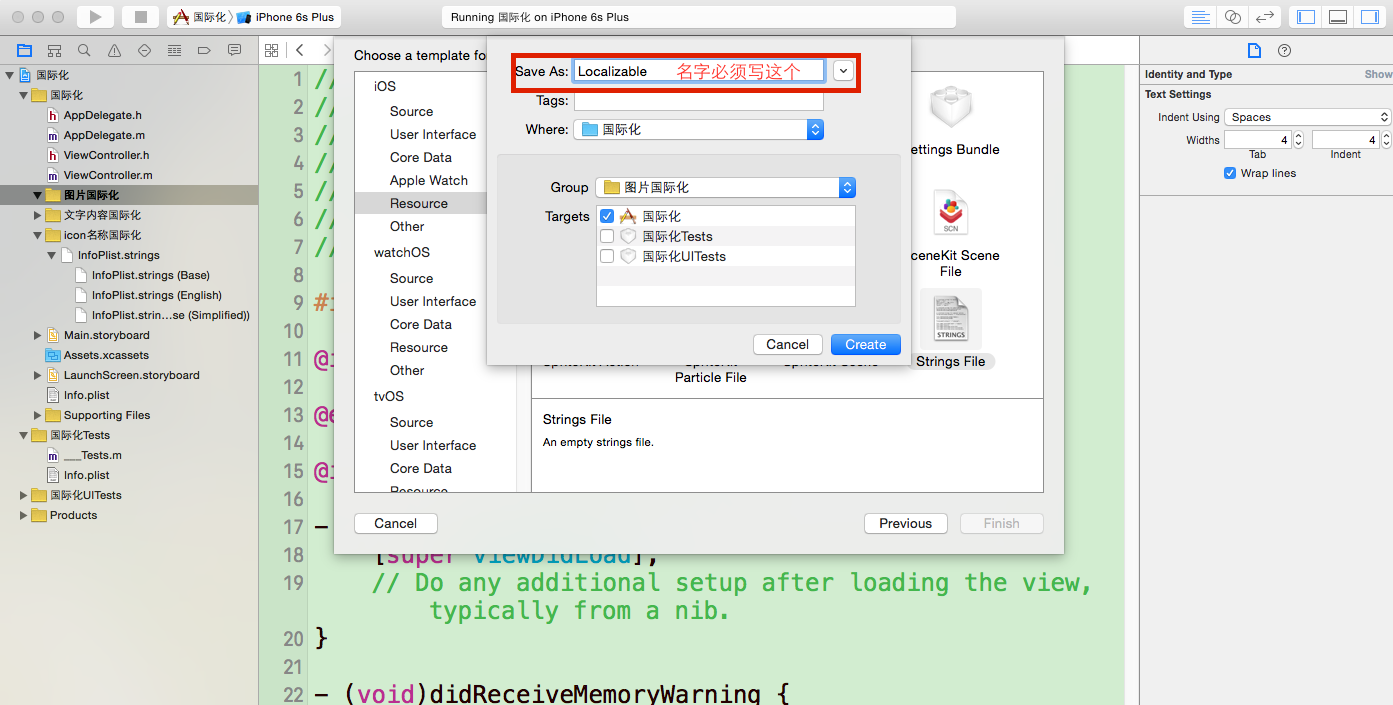 国际化
iPhone 6s Plus
Running 国际化 on iPhone 6s Plus
国际化
国际化
AppDelegate.h
AppDelegate.m
ViewController.h
ViewController.m
图片国际化
文字内容国际化
icon名称国际化
InfoPlist.strings
InfoPlist.strings (Base)
InfoPlist.strings (English)
InfoPlist.strin...se (Simplified))
Main.storyboard
Assets.xcassets
LaunchScreen.storyboard
Info.plist
Supporting Files
国际化Tests
___Tests.m
Info.plist
国际化UITests
Products
Choose a template fo
iOS
Source
User Interface
Core Data
Apple Watch
Resource
Other
watchOS
Source
User Interface
Core Data
Resource
Other
tvOS
Source
User Interface
Core Data
Resource
Save As: Localizable 名字必须写这个
Tags:
Where: 国际化
Group 图片国际化
Targets 国际化
国际化Tests
国际化UITests
Cancel Create
ettings Bundle
SCN
ceneKit Scene
File
STRINGS
Strings File
Particle File
Strings File
An empty strings file.
Cancel Previous Finish
1 //
2 //
3 //
4 //
5 //
6 //
7 //
8
9 #i
10
11 @i
12
13 @e
14
15 @i
16
17 -
18 [super viewDidLoad];
19 // Do any additional setup after loading the view,
typically from a nib.
20 }
21
22 - (void)didReceiveMemoryWarning {
Identity and Type Show
Text Settings
Indent Using Spaces
Widths 4 4
Tab Indent
Wrap lines